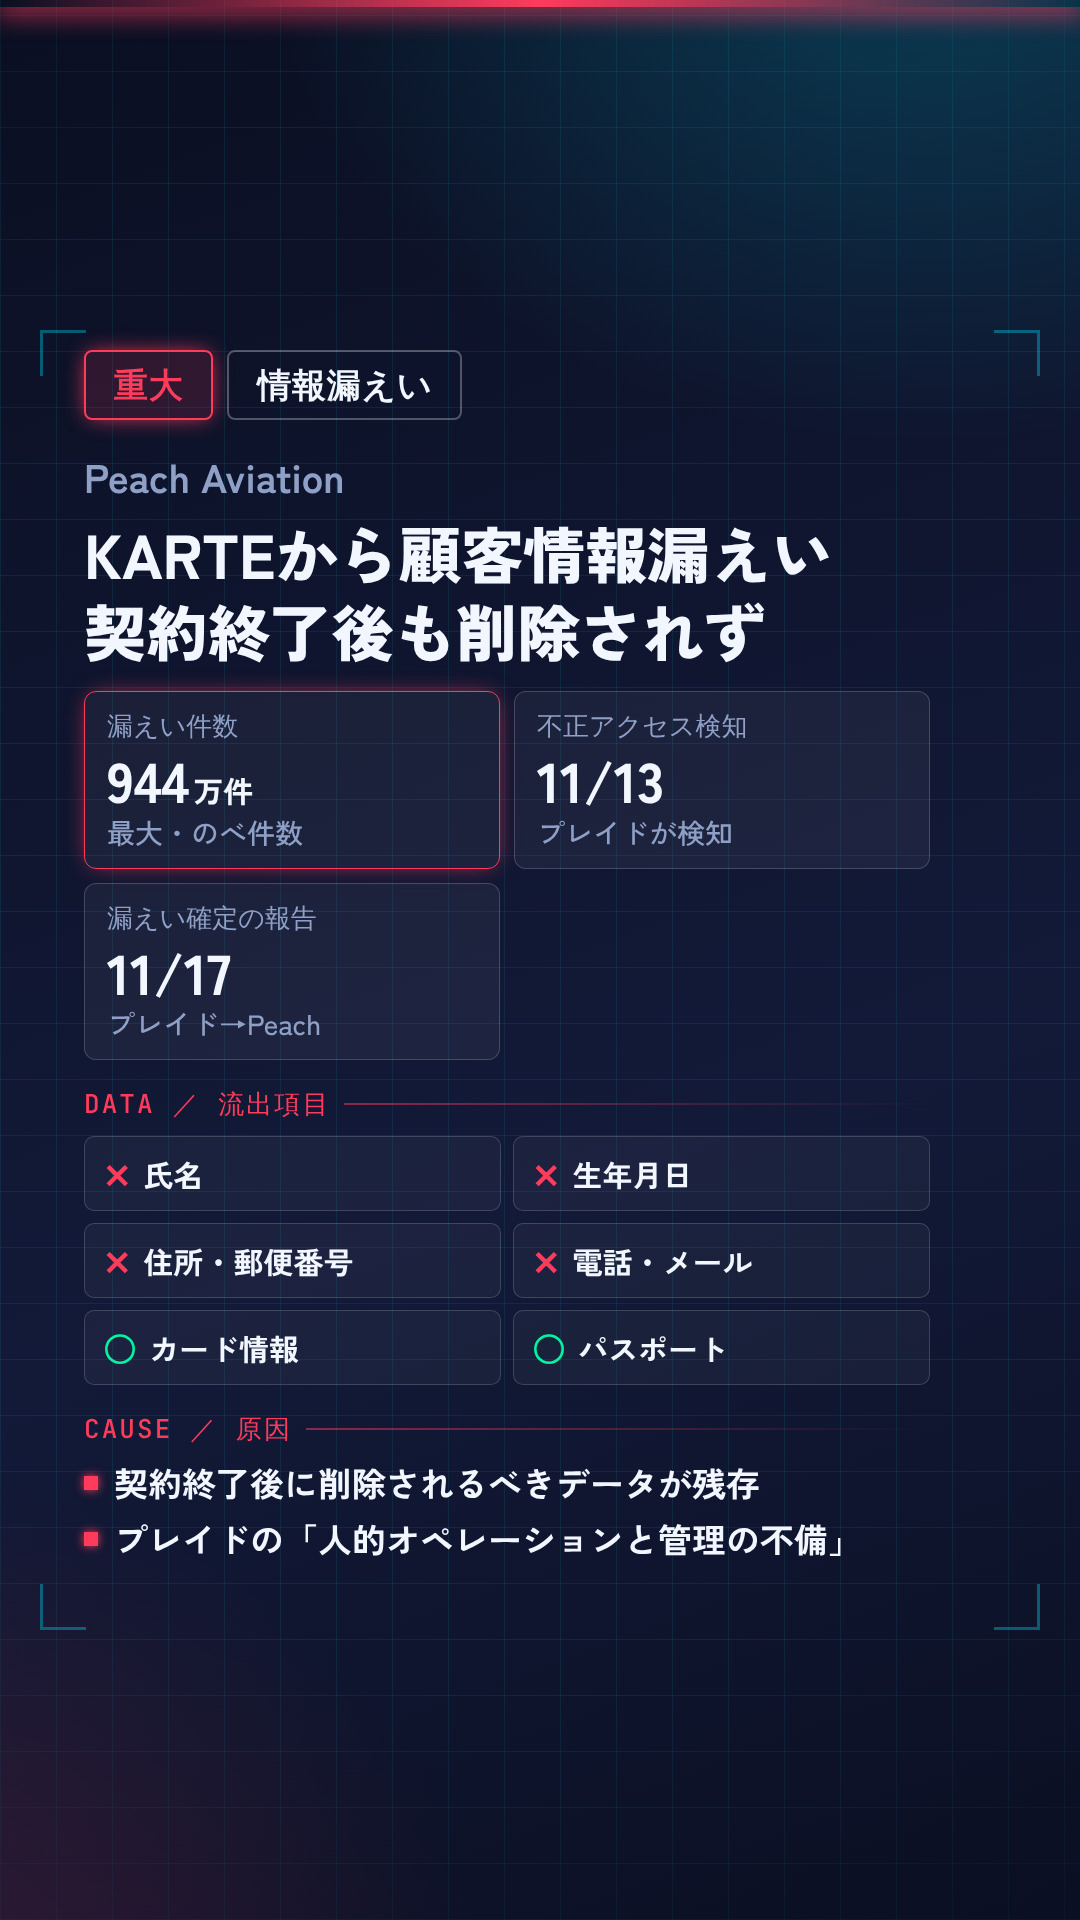 重大 情報漏えい
Peach Aviation
KARTEから顧客情報漏えい
契約終了後も削除されず
漏えい件数
944万件
最大・のべ件数
不正アクセス検知
11/13
プレイドが検知
漏えい確定の報告
11/17
プレイド→Peach
DATA ／ 流出項目
✕ 氏名
✕ 生年月日
✕ 住所・郵便番号
✕ 電話・メール
◯ カード情報
◯ パスポート
CAUSE ／ 原因
契約終了後に削除されるべきデータが残存
プレイドの「人的オペレーションと管理の不備」